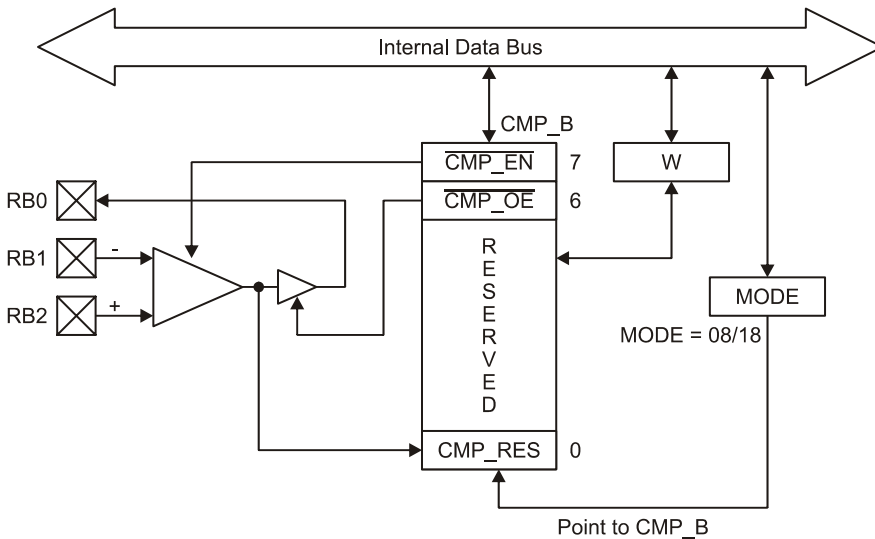 Internal Data Bus
CMP_B
CMP_EN 7
W
RB0
CMP_OE 6
RB1 -
RB2 +
RESERVED
MODE
MODE = 08/18
CMP_RES 0
Point to CMP_B